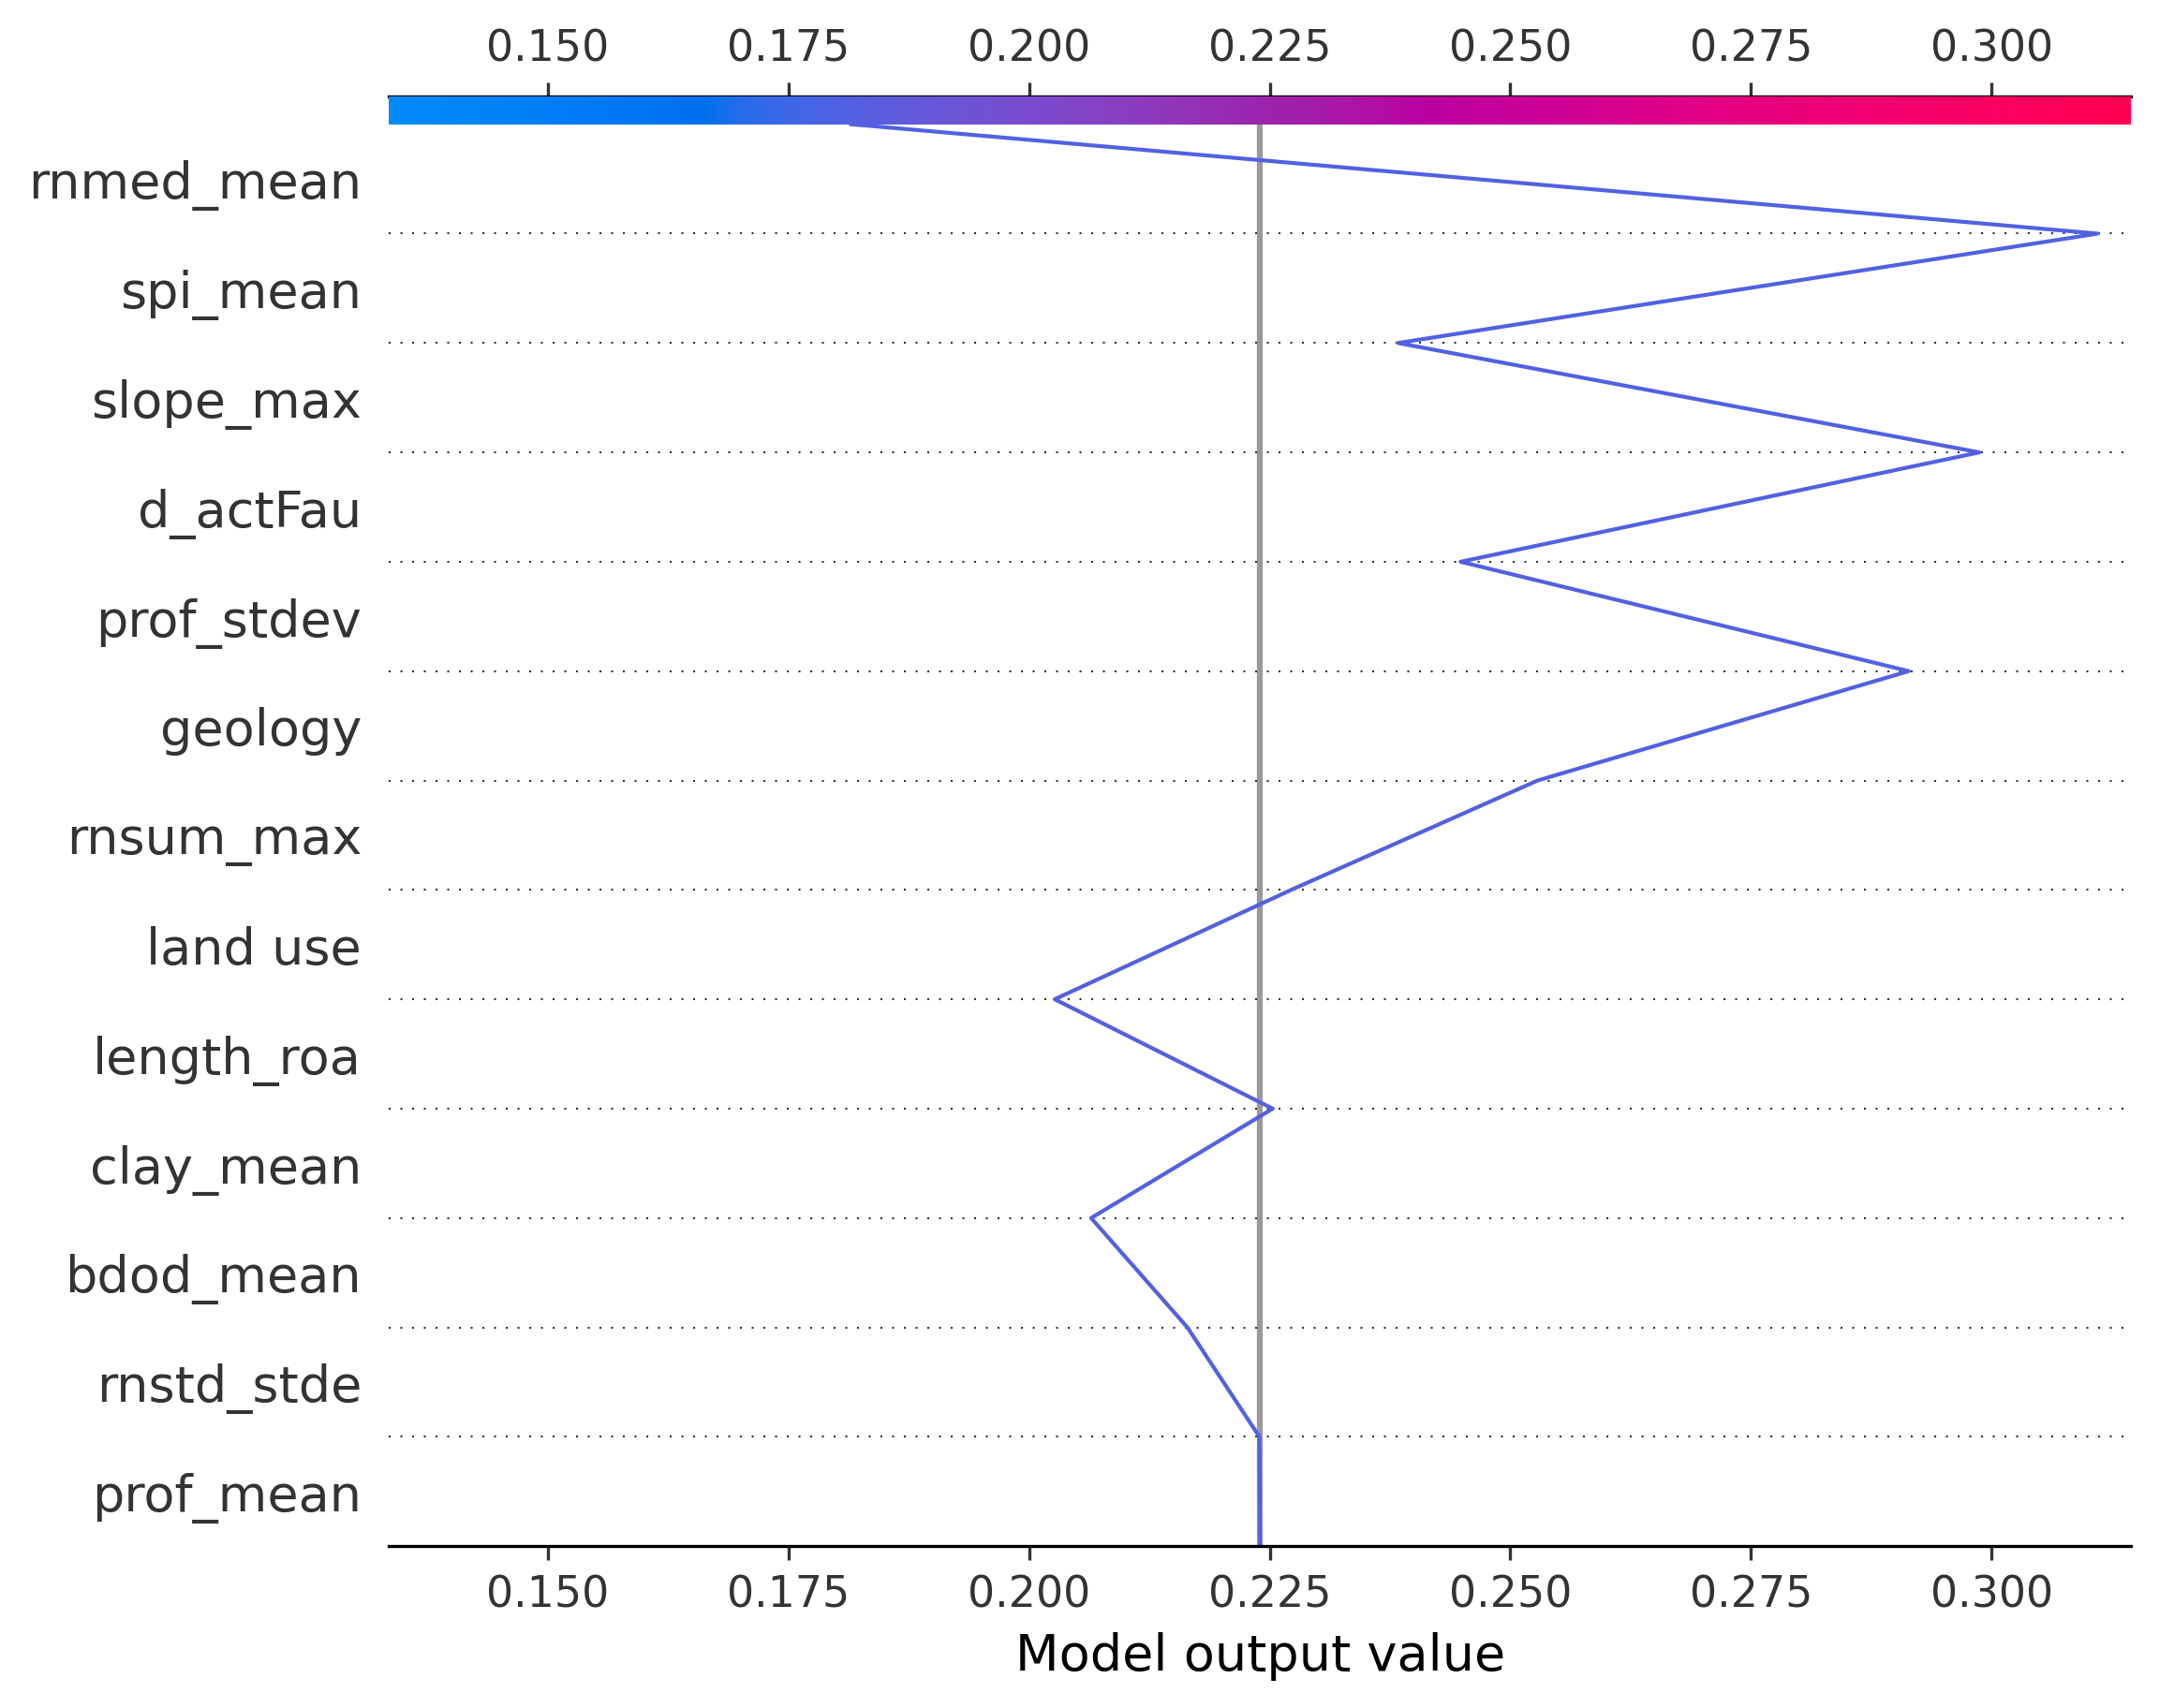 0.150 0.175 0.200 0.225 0.250 0.275 0.300
rnmed_mean
spi_mean
slope_max
d_actFau
prof_stdev
geology
rnsum_max
land use
length_roa
clay_mean
bdod_mean
rnstd_stde
prof_mean
0.150 0.175 0.200 0.225 0.250 0.275 0.300
Model output value